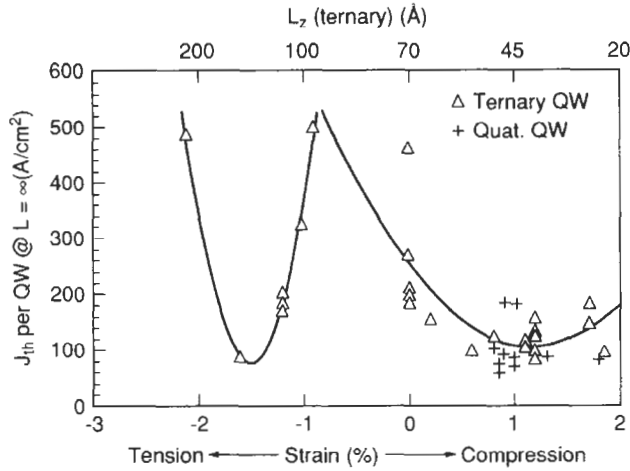 L_z (ternary) (Å)
200 100 70 45 20
600
500
400
300
200
100
0
J_th per QW @ L = ∞(A/cm²)
△ Ternary QW
+ Quat. QW
-3 -2 -1 0 1 2
Tension ← Strain (%) → Compression